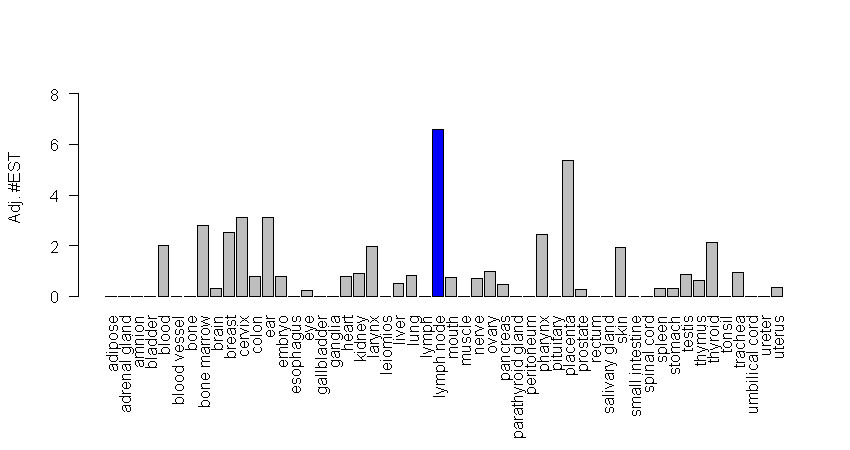 Adj. #EST
8
6
4
2
0
adipose
adrenal gland
amnion
bladder
blood
blood vessel
bone
bone marrow
brain
breast
cervix
colon
ear
embryo
esophagus
eye
gallbladder
ganglia
heart
kidney
larynx
leiomios
liver
lung
lymph
lymph node
mouth
muscle
nerve
ovary
pancreas
parathyroid gland
peritoneum
pharynx
pituitary
placenta
prostate
rectum
salivary gland
skin
small intestine
spinal cord
spleen
stomach
testis
thymus
thyroid
tonsil
trachea
umbilical cord
ureter
uterus